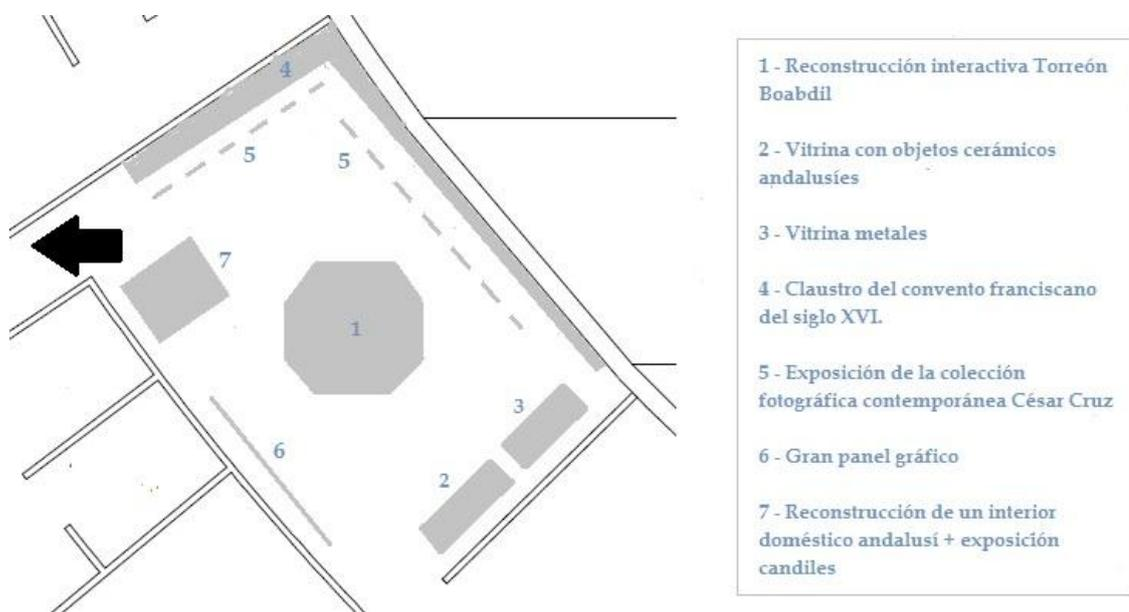 4
5
5
7
1
3
2
6
1 - Reconstrucción interactiva Torreón
Boabdil
2 - Vitrina con objetos cerámicos
andalusíes
3 - Vitrina metales
4 - Claustro del convento franciscano
del siglo XVI.
5 - Exposición de la colección
fotográfica contemporánea César Cruz
6 - Gran panel gráfico
7 - Reconstrucción de un interior
doméstico andalusí + exposición
candiles